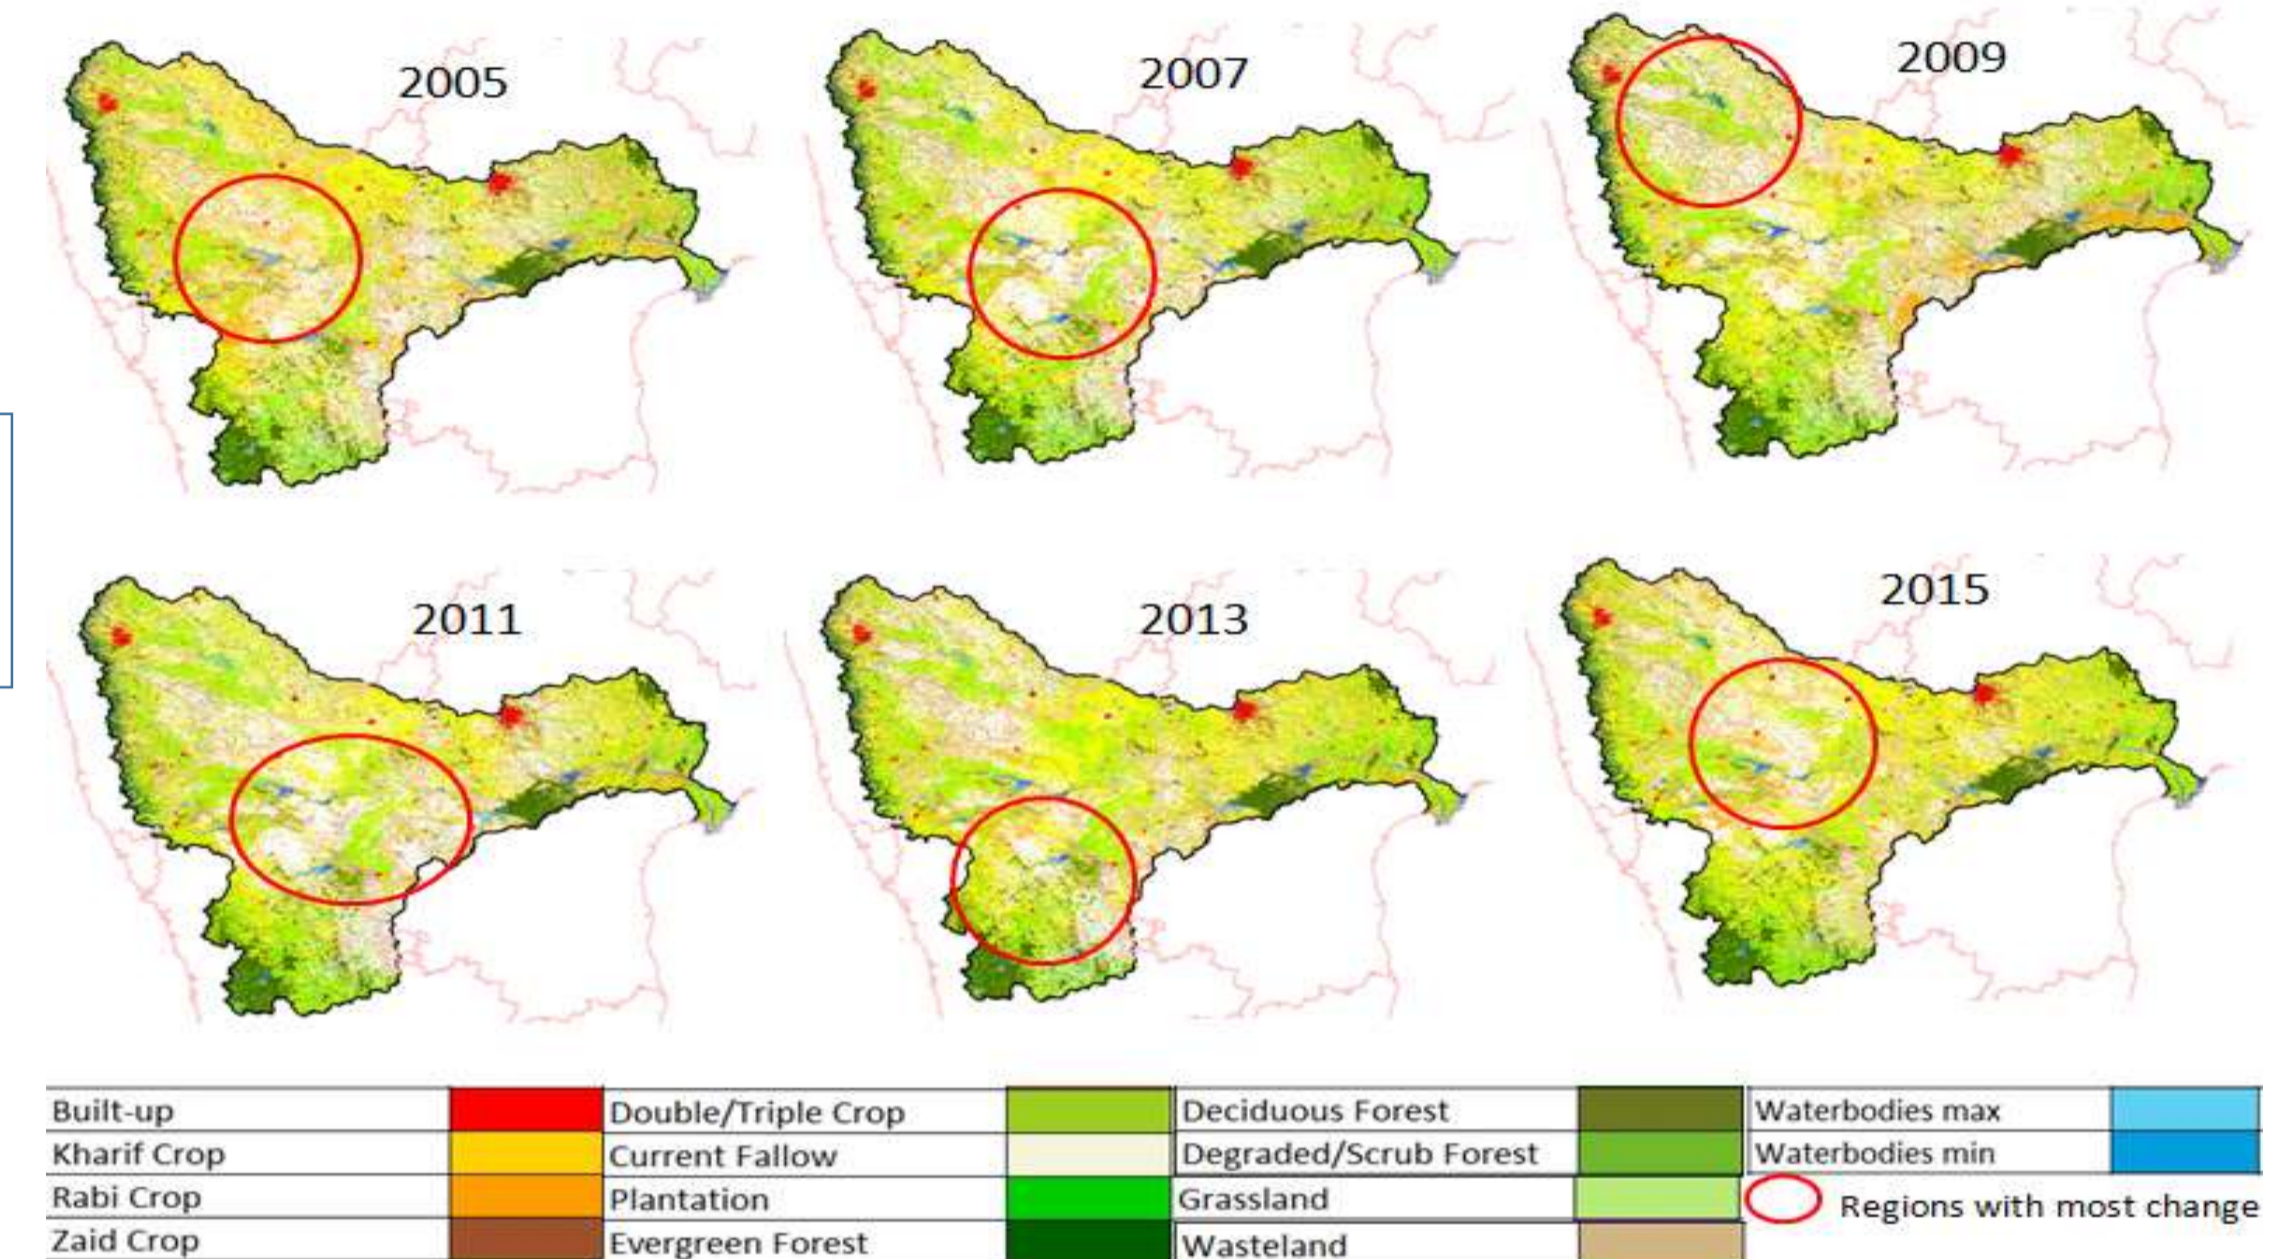 2005
2007
2009
2011
2013
2015
Built-up
Double/Triple Crop
Deciduous Forest
Waterbodies max
Kharif Crop
Current Fallow
Degraded/Scrub Forest
Waterbodies min
Rabi Crop
Plantation
Grassland
Regions with most change
Zaid Crop
Evergreen Forest
Wasteland